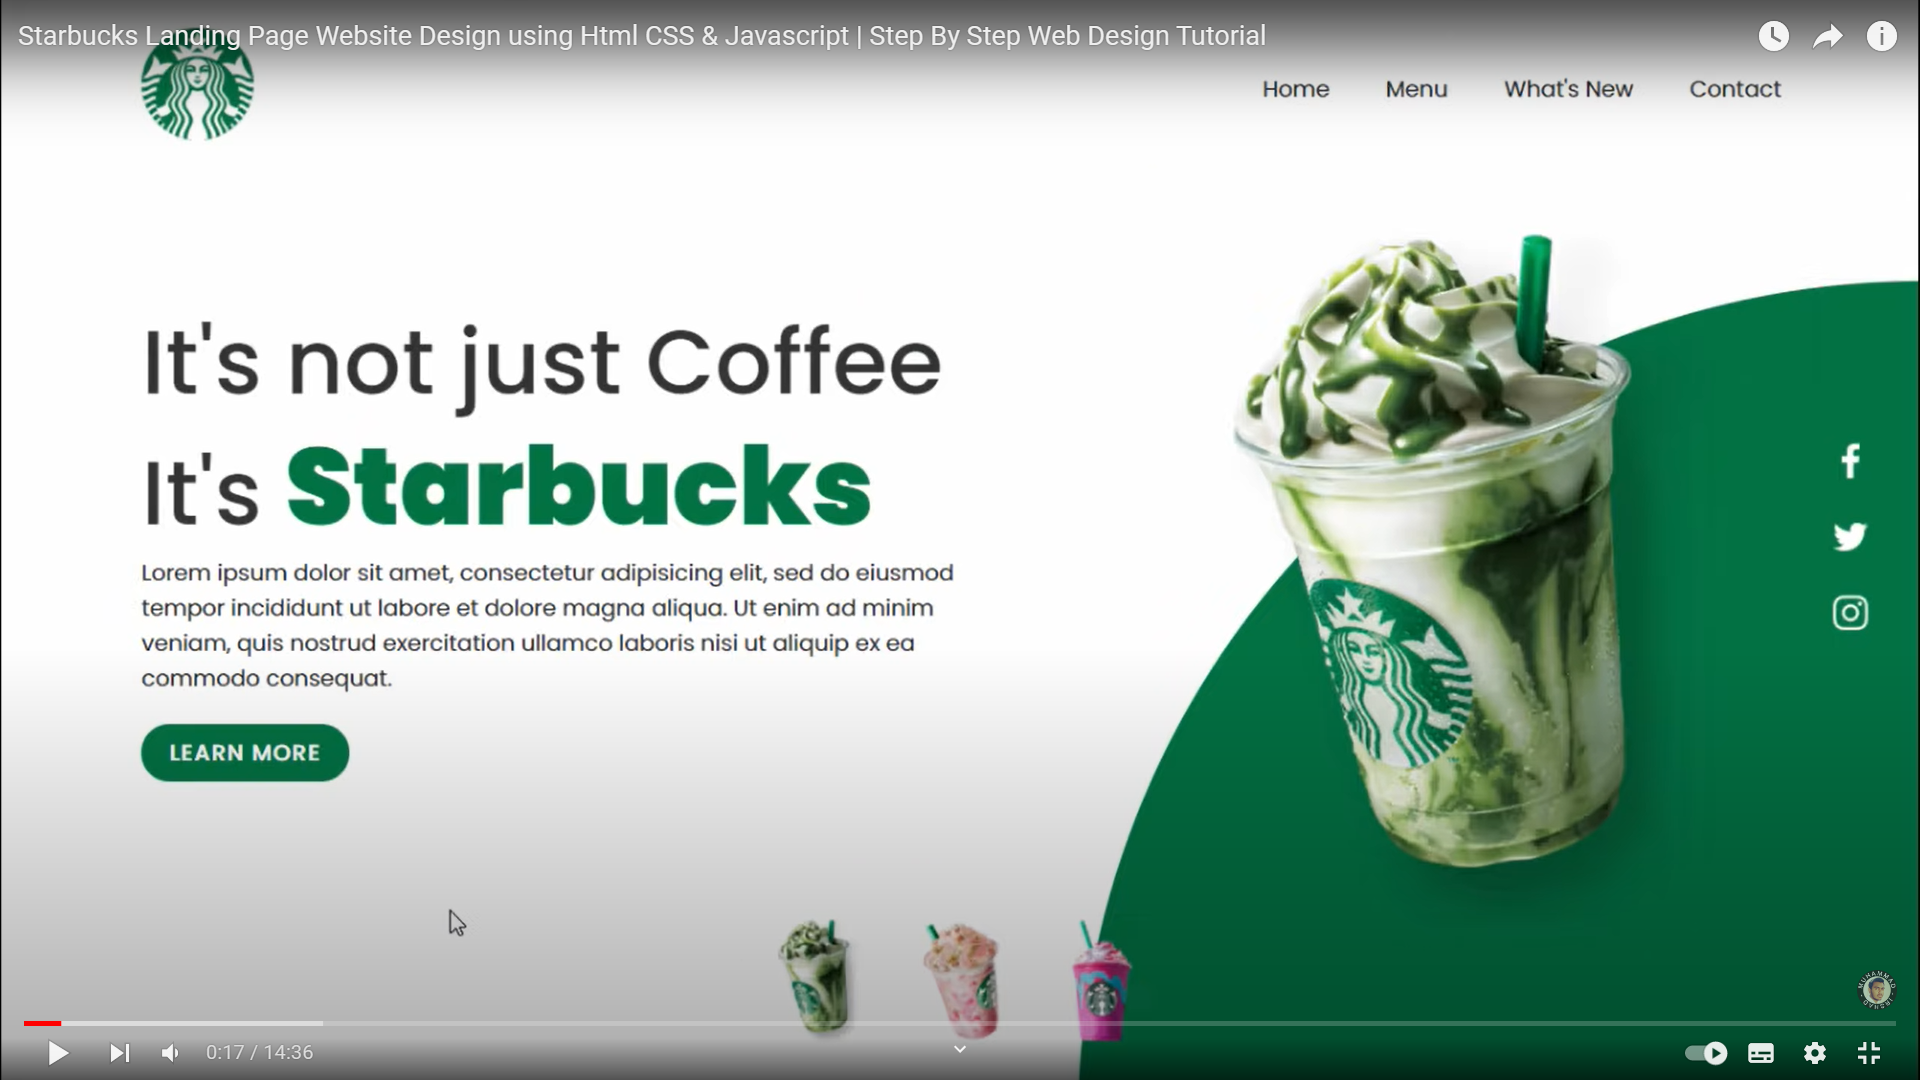 Starbucks Landing Page Website Design using Html CSS & Javascript | Step By Step Web Design Tutorial
Home Menu What's New Contact
It's not just Coffee
It's Starbucks
Lorem ipsum dolor sit amet, consectetur adipisicing elit, sed do eiusmod
tempor incididunt ut labore et dolore magna aliqua. Ut enim ad minim
veniam, quis nostrud exercitation ullamco laboris nisi ut aliquip ex ea
commodo consequat.
LEARN MORE
MUHAMMAD
0:17 / 14:36